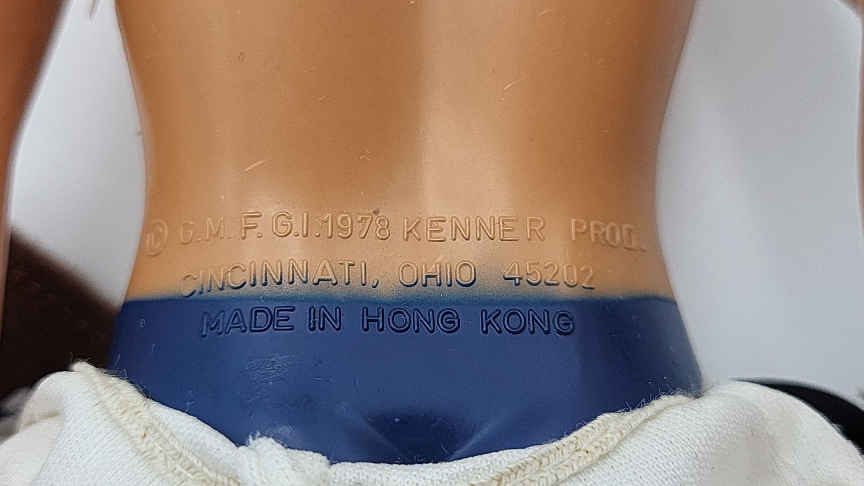 © G.M.F.G.I. 1978 KENNER PROD.
CINCINNATI, OHIO 45202
MADE IN HONG KONG